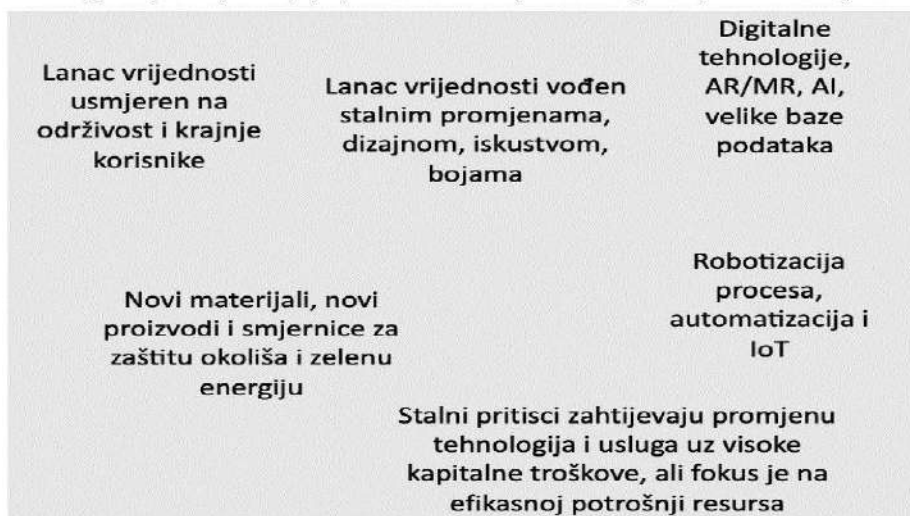 Lanac vrijednosti
usmjeren na
održivost i krajnje
korisnike
Lanac vrijednosti vođen
stalnim promjenama,
dizajnom, iskustvom,
bojama
Digitalne
tehnologije,
AR/MR, AI,
velike baze
podataka
Novi materijali, novi
proizvodi i smjernice za
zaštitu okoliša i zelenu
energiju
Robotizacija
procesa,
automatizacija i
IoT
Stalni pritisci zahtijevaju promjenu
tehnologija i usluga uz visoke
kapitalne troškove, ali fokus je na
efikasnoj potrošnji resursa